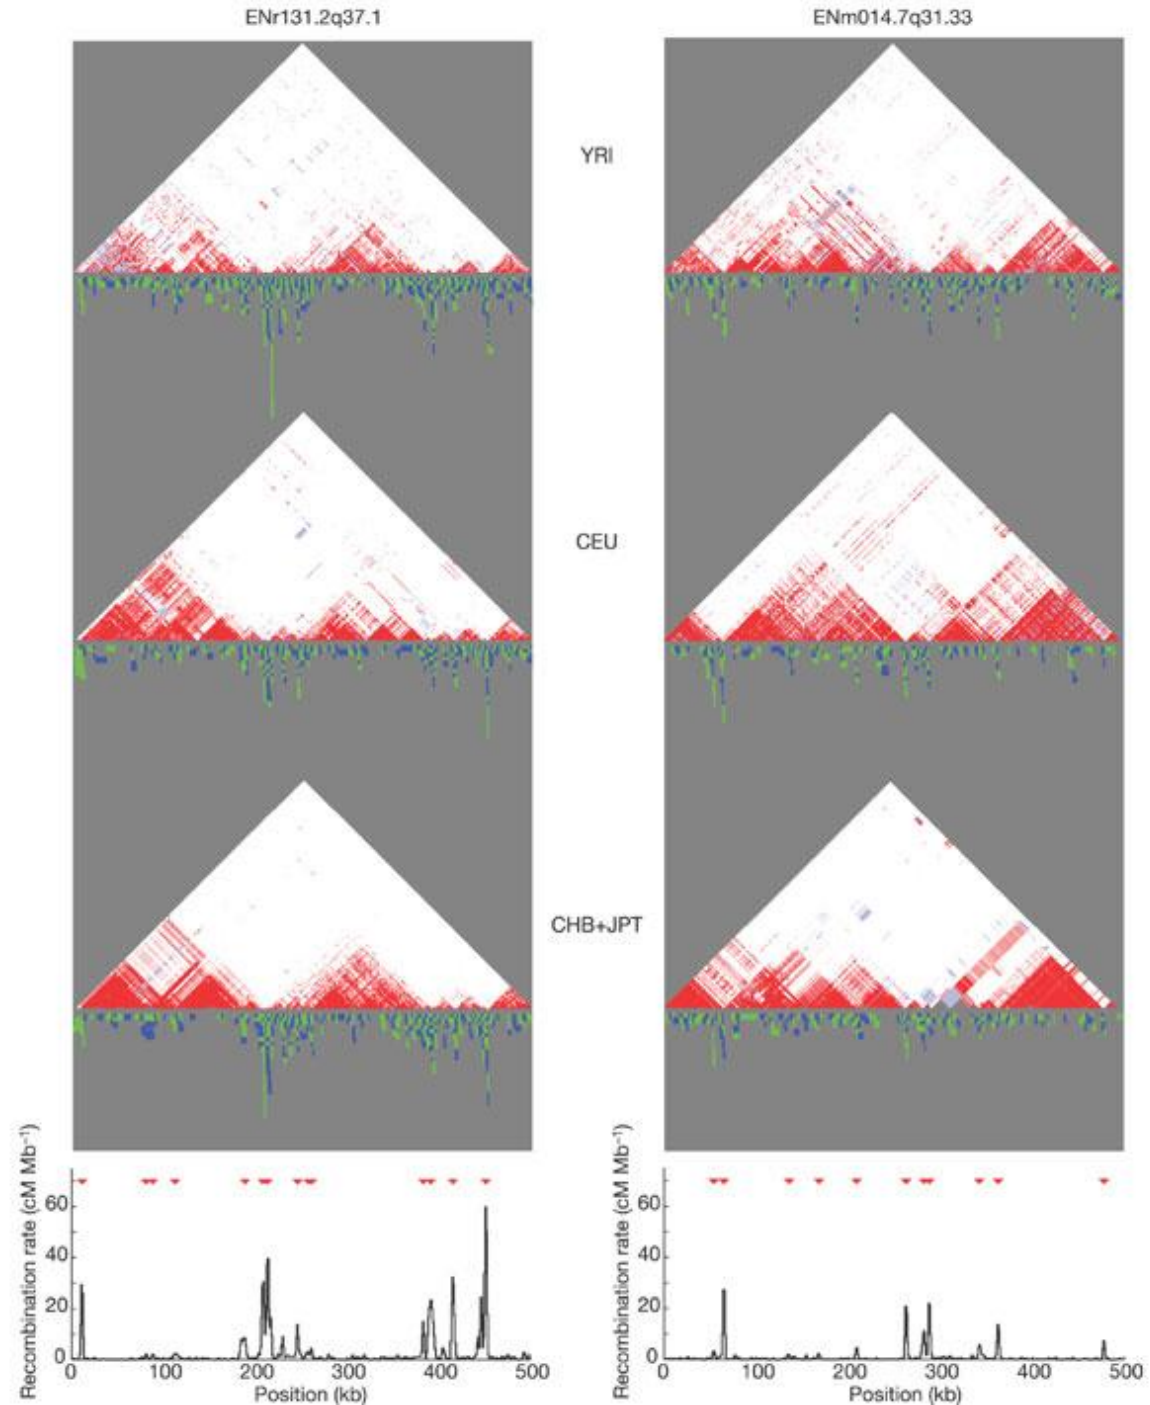 ENr131.2q37.1 ENm014.7q31.33
YRI
CEU
CHB+JPT
Recombination rate (cM Mb⁻¹)
60
40
20
0
0 100 200 300 400 500
Position (kb)
Recombination rate (cM Mb⁻¹)
60
40
20
0
0 100 200 300 400 500
Position (kb)